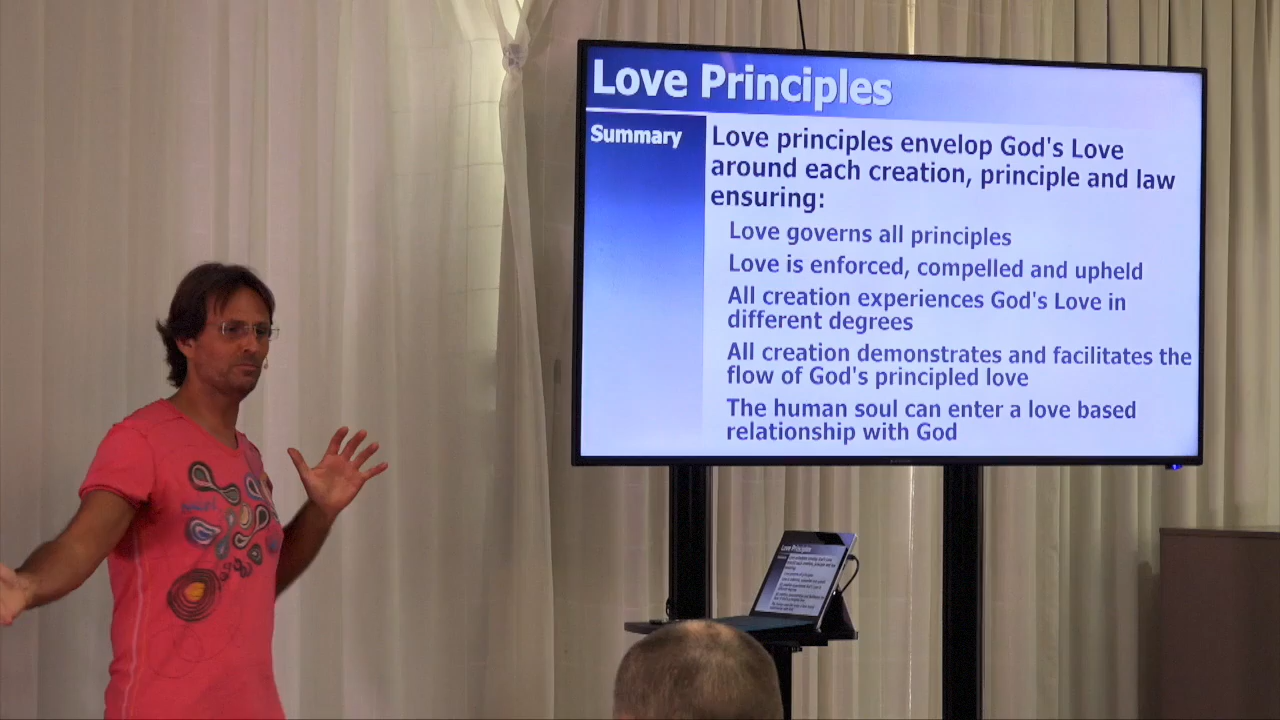 Love Principles
Summary
Love principles envelop God's Love
around each creation, principle and law
ensuring:
Love governs all principles
Love is enforced, compelled and upheld
All creation experiences God's Love in
different degrees
All creation demonstrates and facilitates the
flow of God's principled love
The human soul can enter a love based
relationship with God
Love Principles